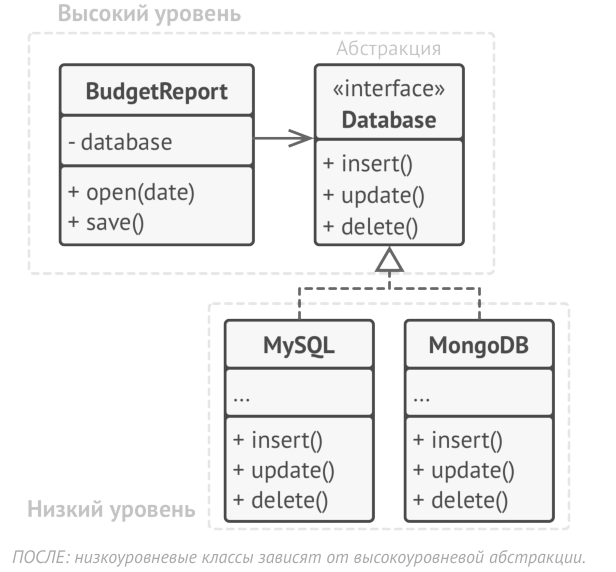 Высокий уровень
Абстракция
BudgetReport
- database
+ open(date)
+ save()
«interface»
Database
+ insert()
+ update()
+ delete()
MySQL
...
+ insert()
+ update()
+ delete()
MongoDB
...
+ insert()
+ update()
+ delete()
Низкий уровень
ПОСЛЕ: низкоуровневые классы зависят от высокоуровневой абстракции.